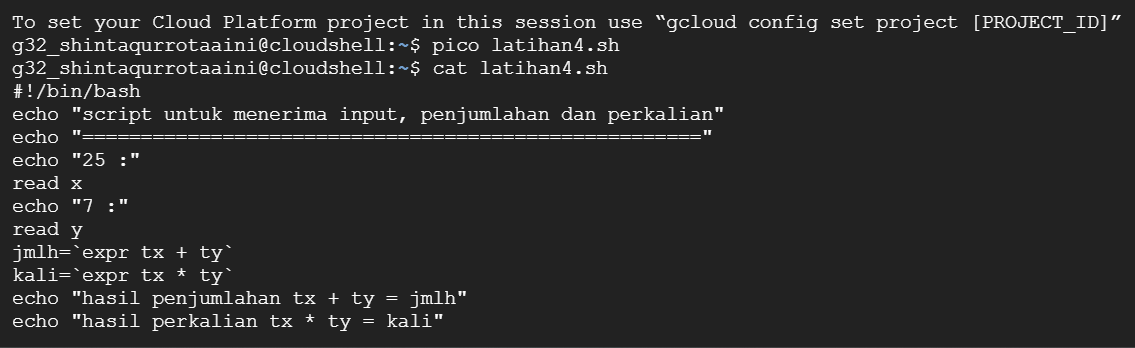 To set your Cloud Platform project in this session use “gcloud config set project [PROJECT_ID]”
g32_shintaqurrotaaini@cloudshell:~$ pico latihan4.sh
g32_shintaqurrotaaini@cloudshell:~$ cat latihan4.sh
#!/bin/bash
echo "script untuk menerima input, penjumlahan dan perkalian"
echo "====================================================="
echo "25 :"
read x
echo "7 :"
read y
jmlh=`expr tx + ty`
kali=`expr tx * ty`
echo "hasil penjumlahan tx + ty = jmlh"
echo "hasil perkalian tx * ty = kali"